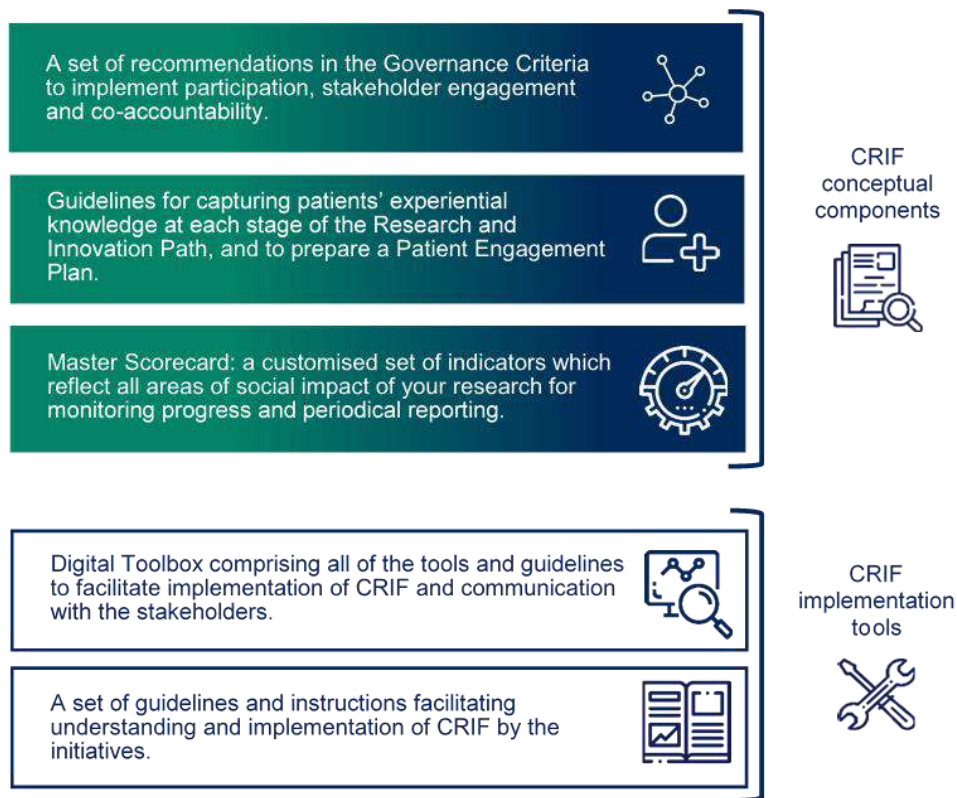 A set of recommendations in the Governance Criteria
to implement participation, stakeholder engagement
and co-accountability.
Guidelines for capturing patients’ experiential
knowledge at each stage of the Research and
Innovation Path, and to prepare a Patient Engagement
Plan.
Master Scorecard: a customised set of indicators which
reflect all areas of social impact of your research for
monitoring progress and periodical reporting.
CRIF
conceptual
components
Digital Toolbox comprising all of the tools and guidelines
to facilitate implementation of CRIF and communication
with the stakeholders.
A set of guidelines and instructions facilitating
understanding and implementation of CRIF by the
initiatives.
CRIF
implementation
tools